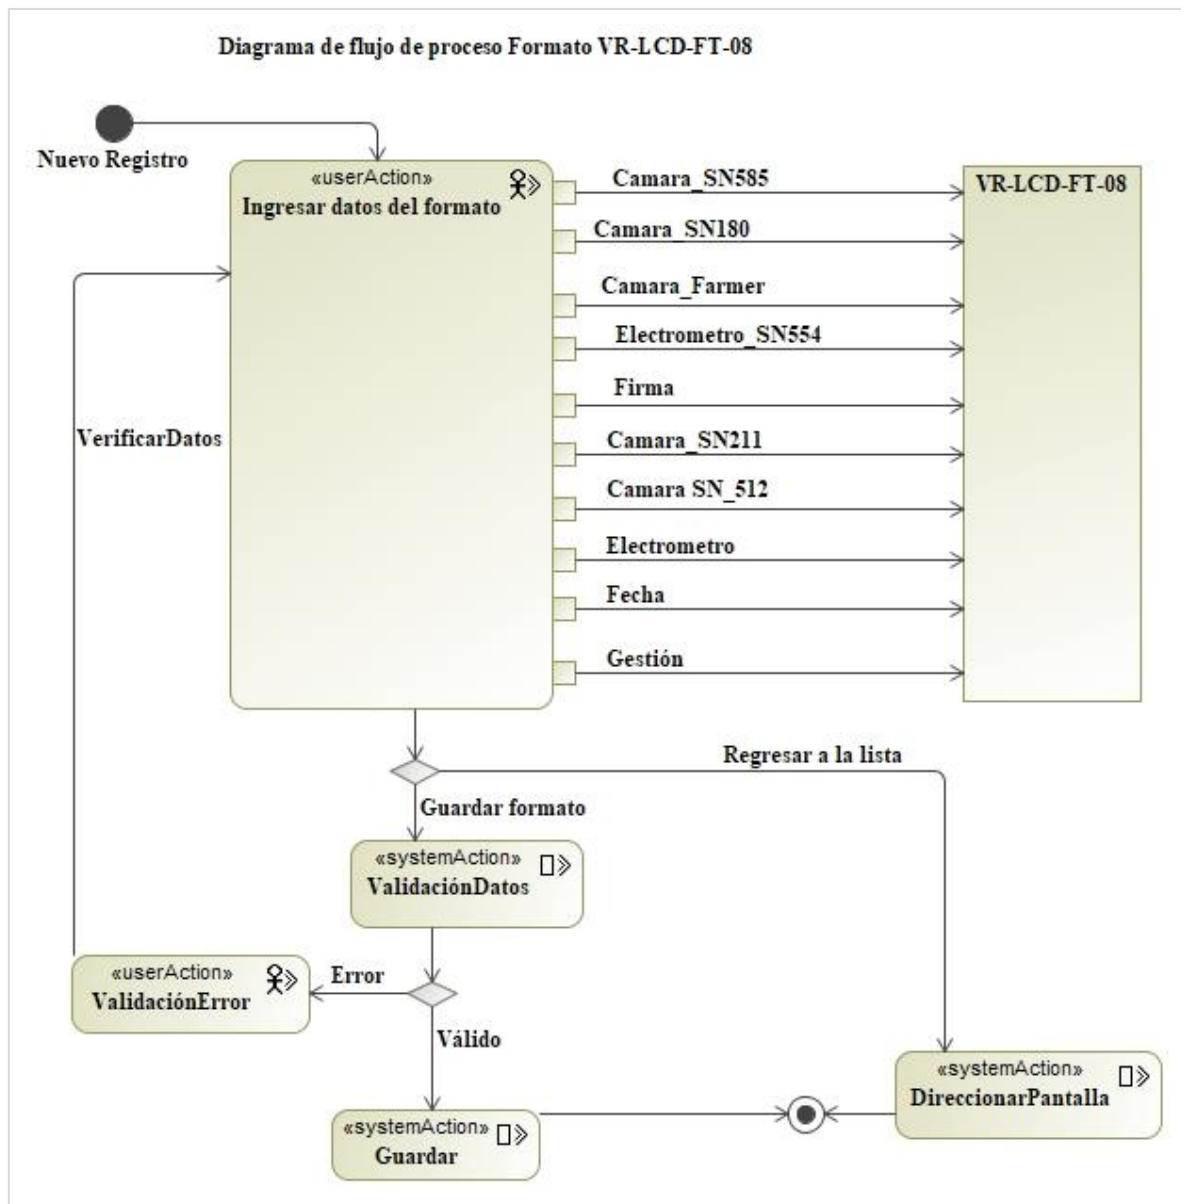 Diagrama de flujo de proceso Formato VR-LCD-FT-08
Nuevo Registro
«userAction»
Ingresar datos del formato
Camara_SN585
VR-LCD-FT-08
Camara_SN180
Camara_Farmer
Electrometro_SN554
Firma
VerificarDatos
Camara_SN211
Camara SN_512
Electrometro
Fecha
Gestión
Regresar a la lista
Guardar formato
«systemAction»
ValidaciónDatos
«userAction»
ValidaciónError
Error
Válido
«systemAction»
DireccionarPantalla
«systemAction»
Guardar